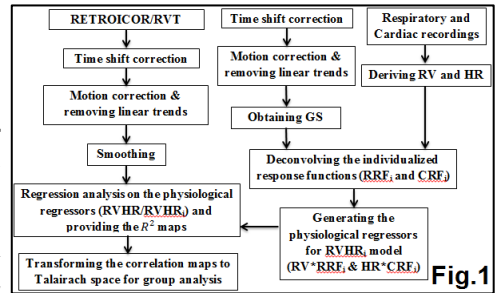 RETROICOR/RVT
Time shift correction
Motion correction &
removing linear trends
Smoothing
Regression analysis on the physiological
regressors (RVHR/RVHRi) and
providing the R² maps
Transforming the correlation maps to
Talairach space for group analysis
Time shift correction
Motion correction &
removing linear trends
Obtaining GS
Respiratory and
Cardiac recordings
Deriving RV and HR
Deconvolving the individualized
response functions (RRFi and CRFi)
Generating the
physiological regressors
for RVHRi model
(RV*RRFi & HR*CRFi)
Fig.1